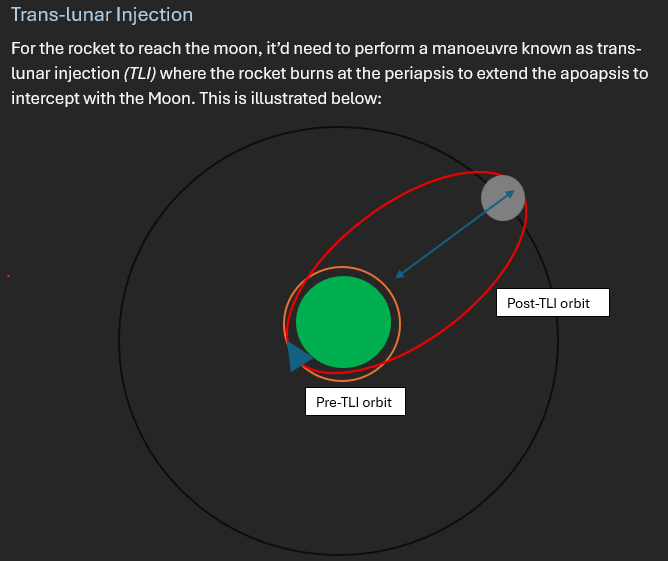 Trans-lunar Injection
For the rocket to reach the moon, it’d need to perform a manoeuvre known as trans-
lunar injection (TLI) where the rocket burns at the periapsis to extend the apoapsis to
intercept with the Moon. This is illustrated below:
Post-TLI orbit
Pre-TLI orbit